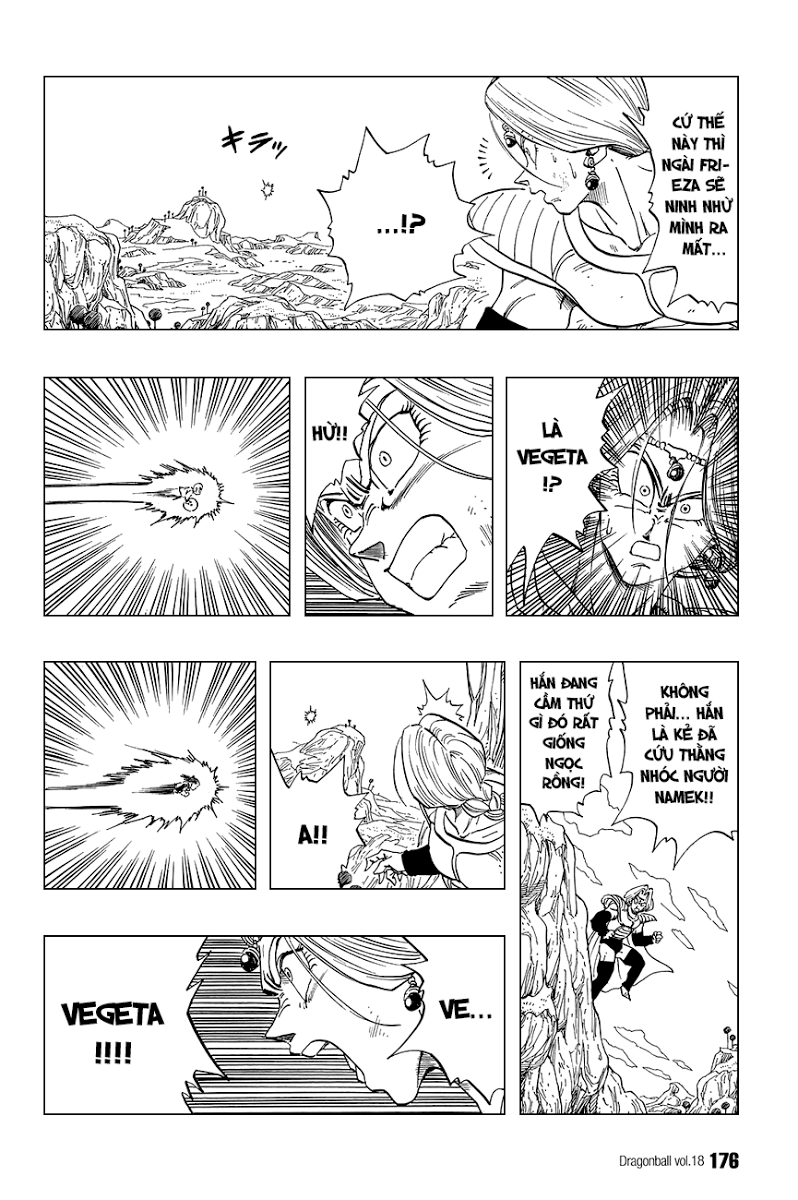 CỨ THẾ
NÀY THÌ
NGÀI FRI-
EZA SẼ
NINH NHỪ
MÌNH RA
MẤT...
...!?
キラッ
LÀ
VEGETA
!?
HỪ!!
KHÔNG
PHẢI... HẮN
LÀ KẺ ĐÃ
CỨU THẰNG
NHÓC NGƯỜI
NAMEK!!
HẮN ĐANG
CẦM THỨ
GÌ ĐÓ RẤT
GIỐNG
NGỌC
RỒNG!
A!!
VE...
VEGETA
!!!!
Dragonball vol.18 176